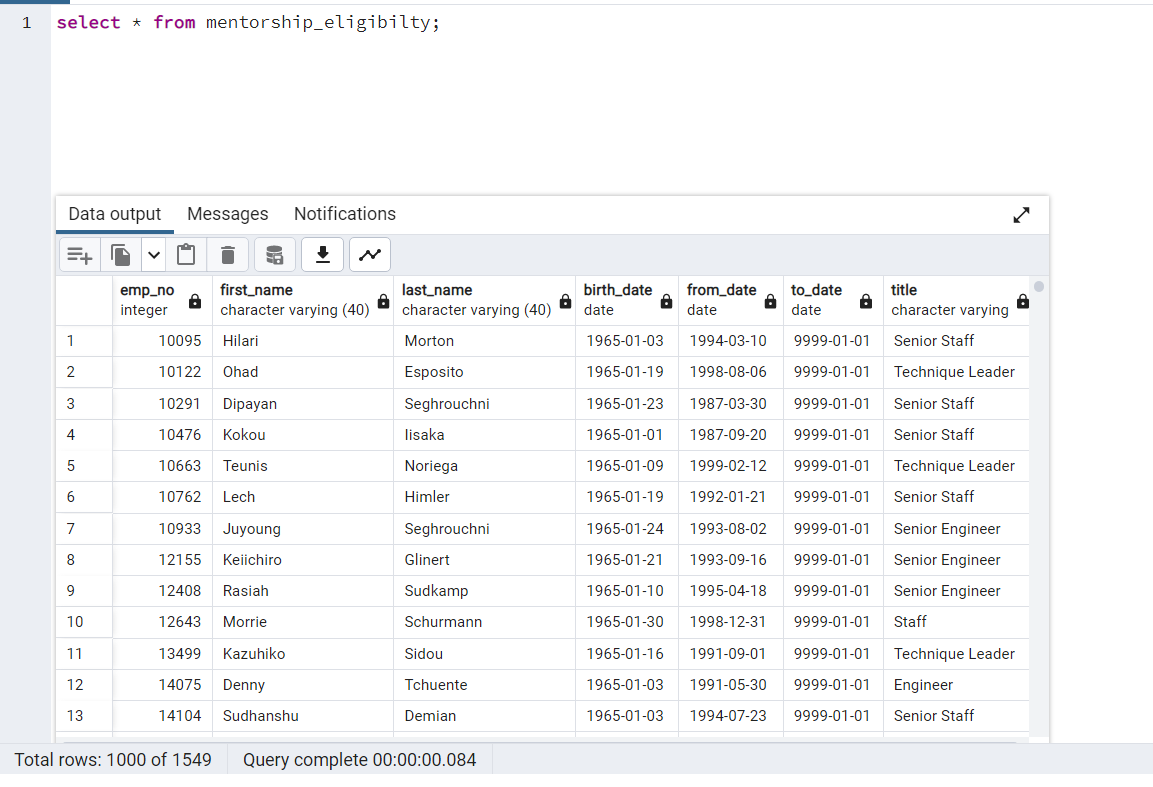 1 select * from mentorship_eligibilty;
Data output Messages Notifications
emp_no first_name last_name birth_date from_date to_date title
integer character varying (40) character varying (40) date date date character varying
1 10095 Hilari Morton 1965-01-03 1994-03-10 9999-01-01 Senior Staff
2 10122 Ohad Esposito 1965-01-19 1998-08-06 9999-01-01 Technique Leader
3 10291 Dipayan Seghrouchni 1965-01-23 1987-03-30 9999-01-01 Senior Staff
4 10476 Kokou Iisaka 1965-01-01 1987-09-20 9999-01-01 Senior Staff
5 10663 Teunis Noriega 1965-01-09 1999-02-12 9999-01-01 Technique Leader
6 10762 Lech Himler 1965-01-19 1992-01-21 9999-01-01 Senior Staff
7 10933 Juyoung Seghrouchni 1965-01-24 1993-08-02 9999-01-01 Senior Engineer
8 12155 Keiichiro Glinert 1965-01-21 1993-09-16 9999-01-01 Senior Engineer
9 12408 Rasiah Sudkamp 1965-01-10 1995-04-18 9999-01-01 Senior Engineer
10 12643 Morrie Schurmann 1965-01-30 1998-12-31 9999-01-01 Staff
11 13499 Kazuhiko Sidou 1965-01-16 1991-09-01 9999-01-01 Technique Leader
12 14075 Denny Tchuente 1965-01-03 1991-05-30 9999-01-01 Engineer
13 14104 Sudhanshu Demian 1965-01-03 1994-07-23 9999-01-01 Senior Staff
Total rows: 1000 of 1549 Query complete 00:00:00.084